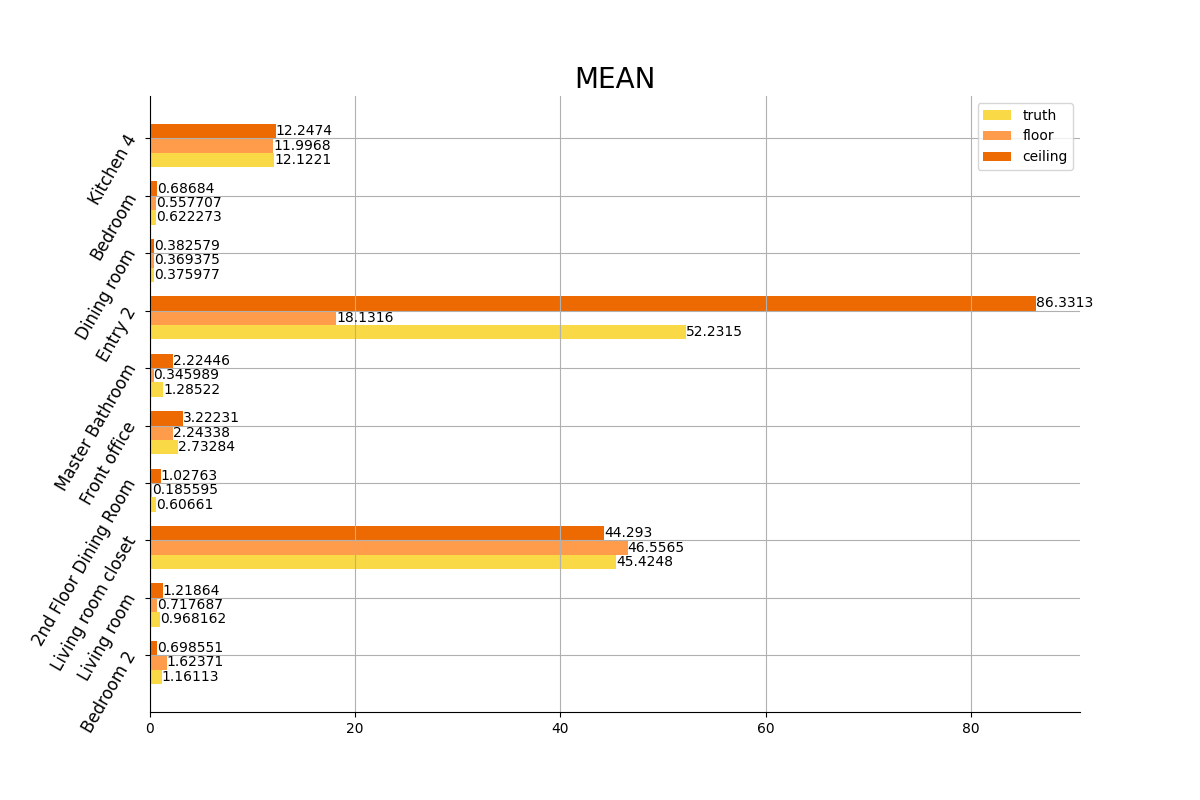 MEAN
truth
floor
ceiling
Kitchen 4
12.2474
11.9968
12.1221
Bedroom
0.68684
0.557707
0.622273
Dining room
0.382579
0.369375
0.375977
Entry 2
86.3313
18.1316
52.2315
Master Bathroom
2.22446
0.345989
1.28522
Front office
3.22231
2.24338
2.73284
2nd Floor Dining Room
1.02763
0.185595
0.60661
Living room closet
44.293
46.5565
45.4248
Living room
1.21864
0.717687
0.968162
Bedroom 2
0.698551
1.62371
1.16113
0 20 40 60 80